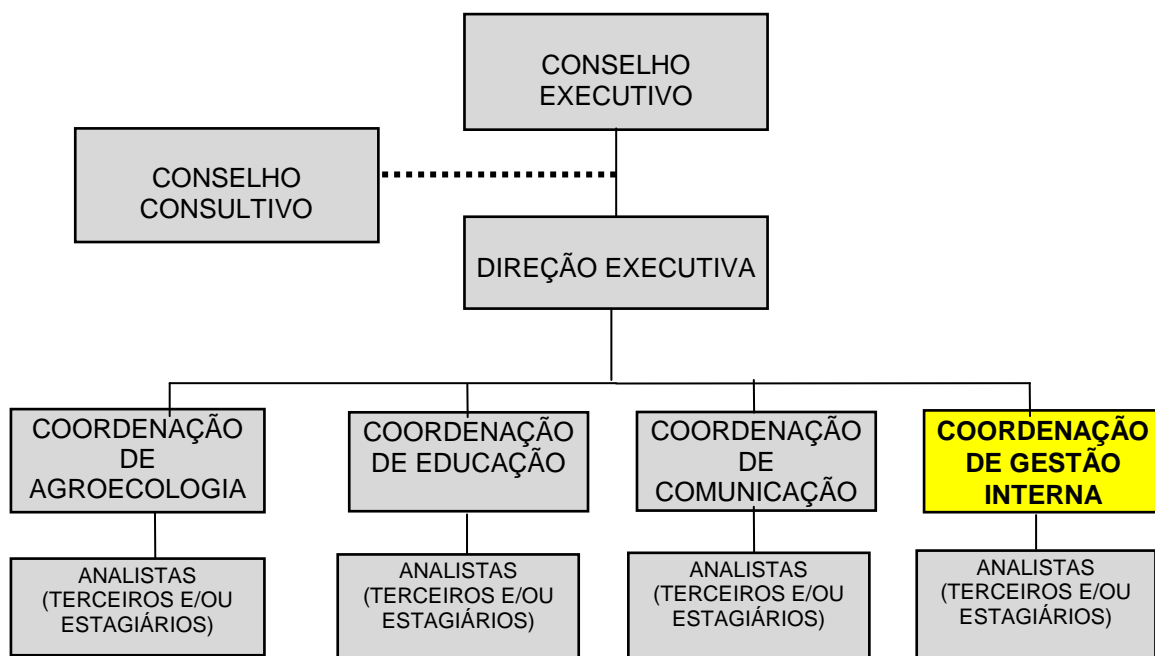 CONSELHO
EXECUTIVO
CONSELHO
CONSULTIVO
DIREÇÃO EXECUTIVA
COORDENAÇÃO
DE
AGROECOLOGIA
COORDENAÇÃO
DE EDUCAÇÃO
COORDENAÇÃO
DE
COMUNICAÇÃO
COORDENAÇÃO
DE GESTÃO
INTERNA
ANALISTAS
(TERCEIROS E/OU
ESTAGIÁRIOS)
ANALISTAS
(TERCEIROS E/OU
ESTAGIÁRIOS)
ANALISTAS
(TERCEIROS E/OU
ESTAGIÁRIOS)
ANALISTAS
(TERCEIROS E/OU
ESTAGIÁRIOS)